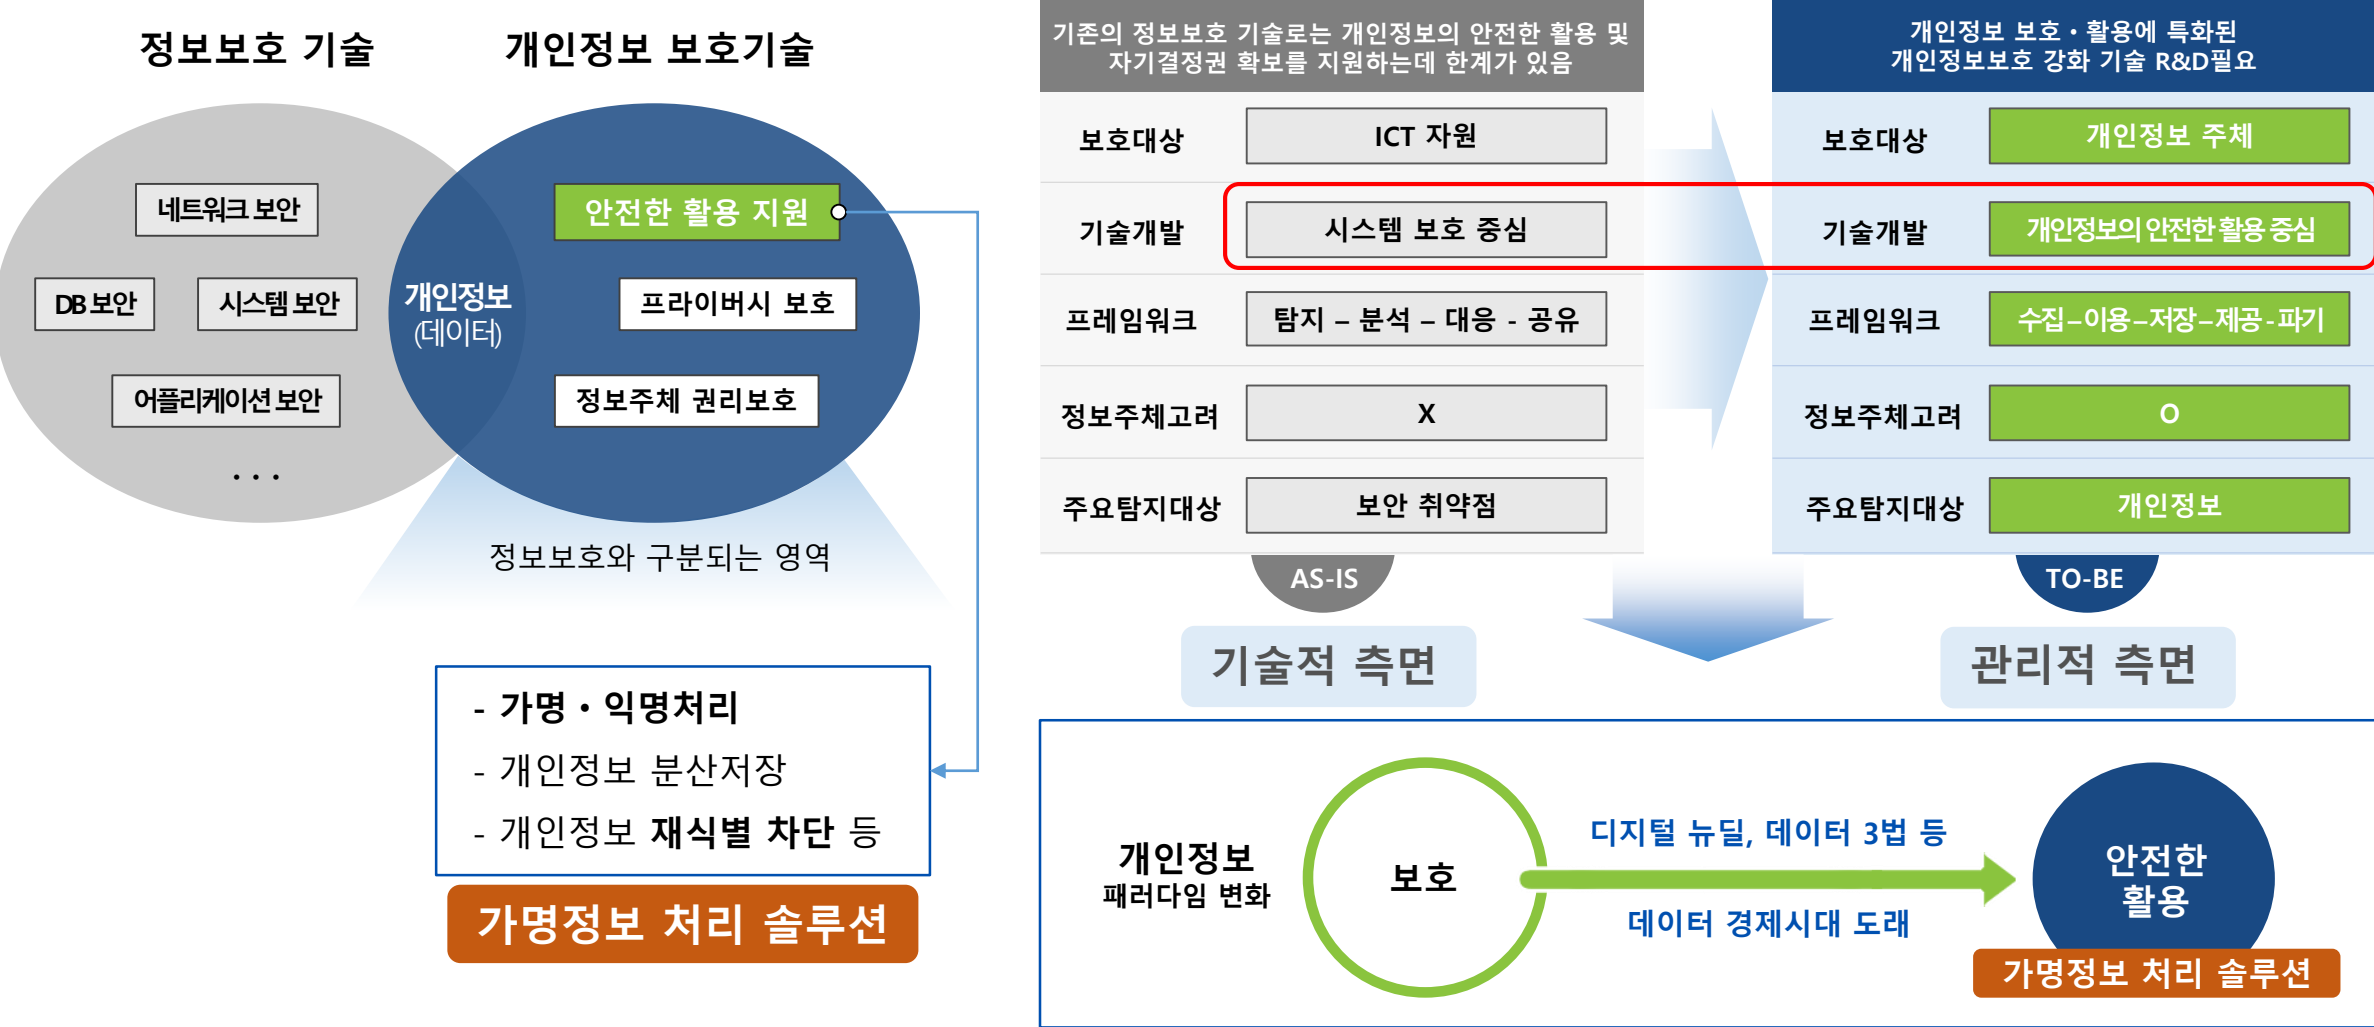 정보보호 기술
개인정보 보호기술
네트워크 보안
DB 보안
시스템 보안
어플리케이션 보안
. . .
개인정보
(데이터)
안전한 활용 지원
프라이버시 보호
정보주체 권리보호
정보보호와 구분되는 영역
- 가명・익명처리
- 개인정보 분산저장
- 개인정보 재식별 차단 등
가명정보 처리 솔루션
기존의 정보보호 기술로는 개인정보의 안전한 활용 및
자기결정권 확보를 지원하는데 한계가 있음
보호대상
ICT 자원
기술개발
시스템 보호 중심
프레임워크
탐지 – 분석 – 대응 - 공유
정보주체고려
X
주요탐지대상
보안 취약점
AS-IS
기술적 측면
개인정보 보호・활용에 특화된
개인정보보호 강화 기술 R&D필요
보호대상
개인정보 주체
기술개발
개인정보의 안전한 활용 중심
프레임워크
수집 – 이용 – 저장 – 제공 - 파기
정보주체고려
O
주요탐지대상
개인정보
TO-BE
관리적 측면
개인정보
패러다임 변화
보호
디지털 뉴딜, 데이터 3법 등
데이터 경제시대 도래
안전한
활용
가명정보 처리 솔루션